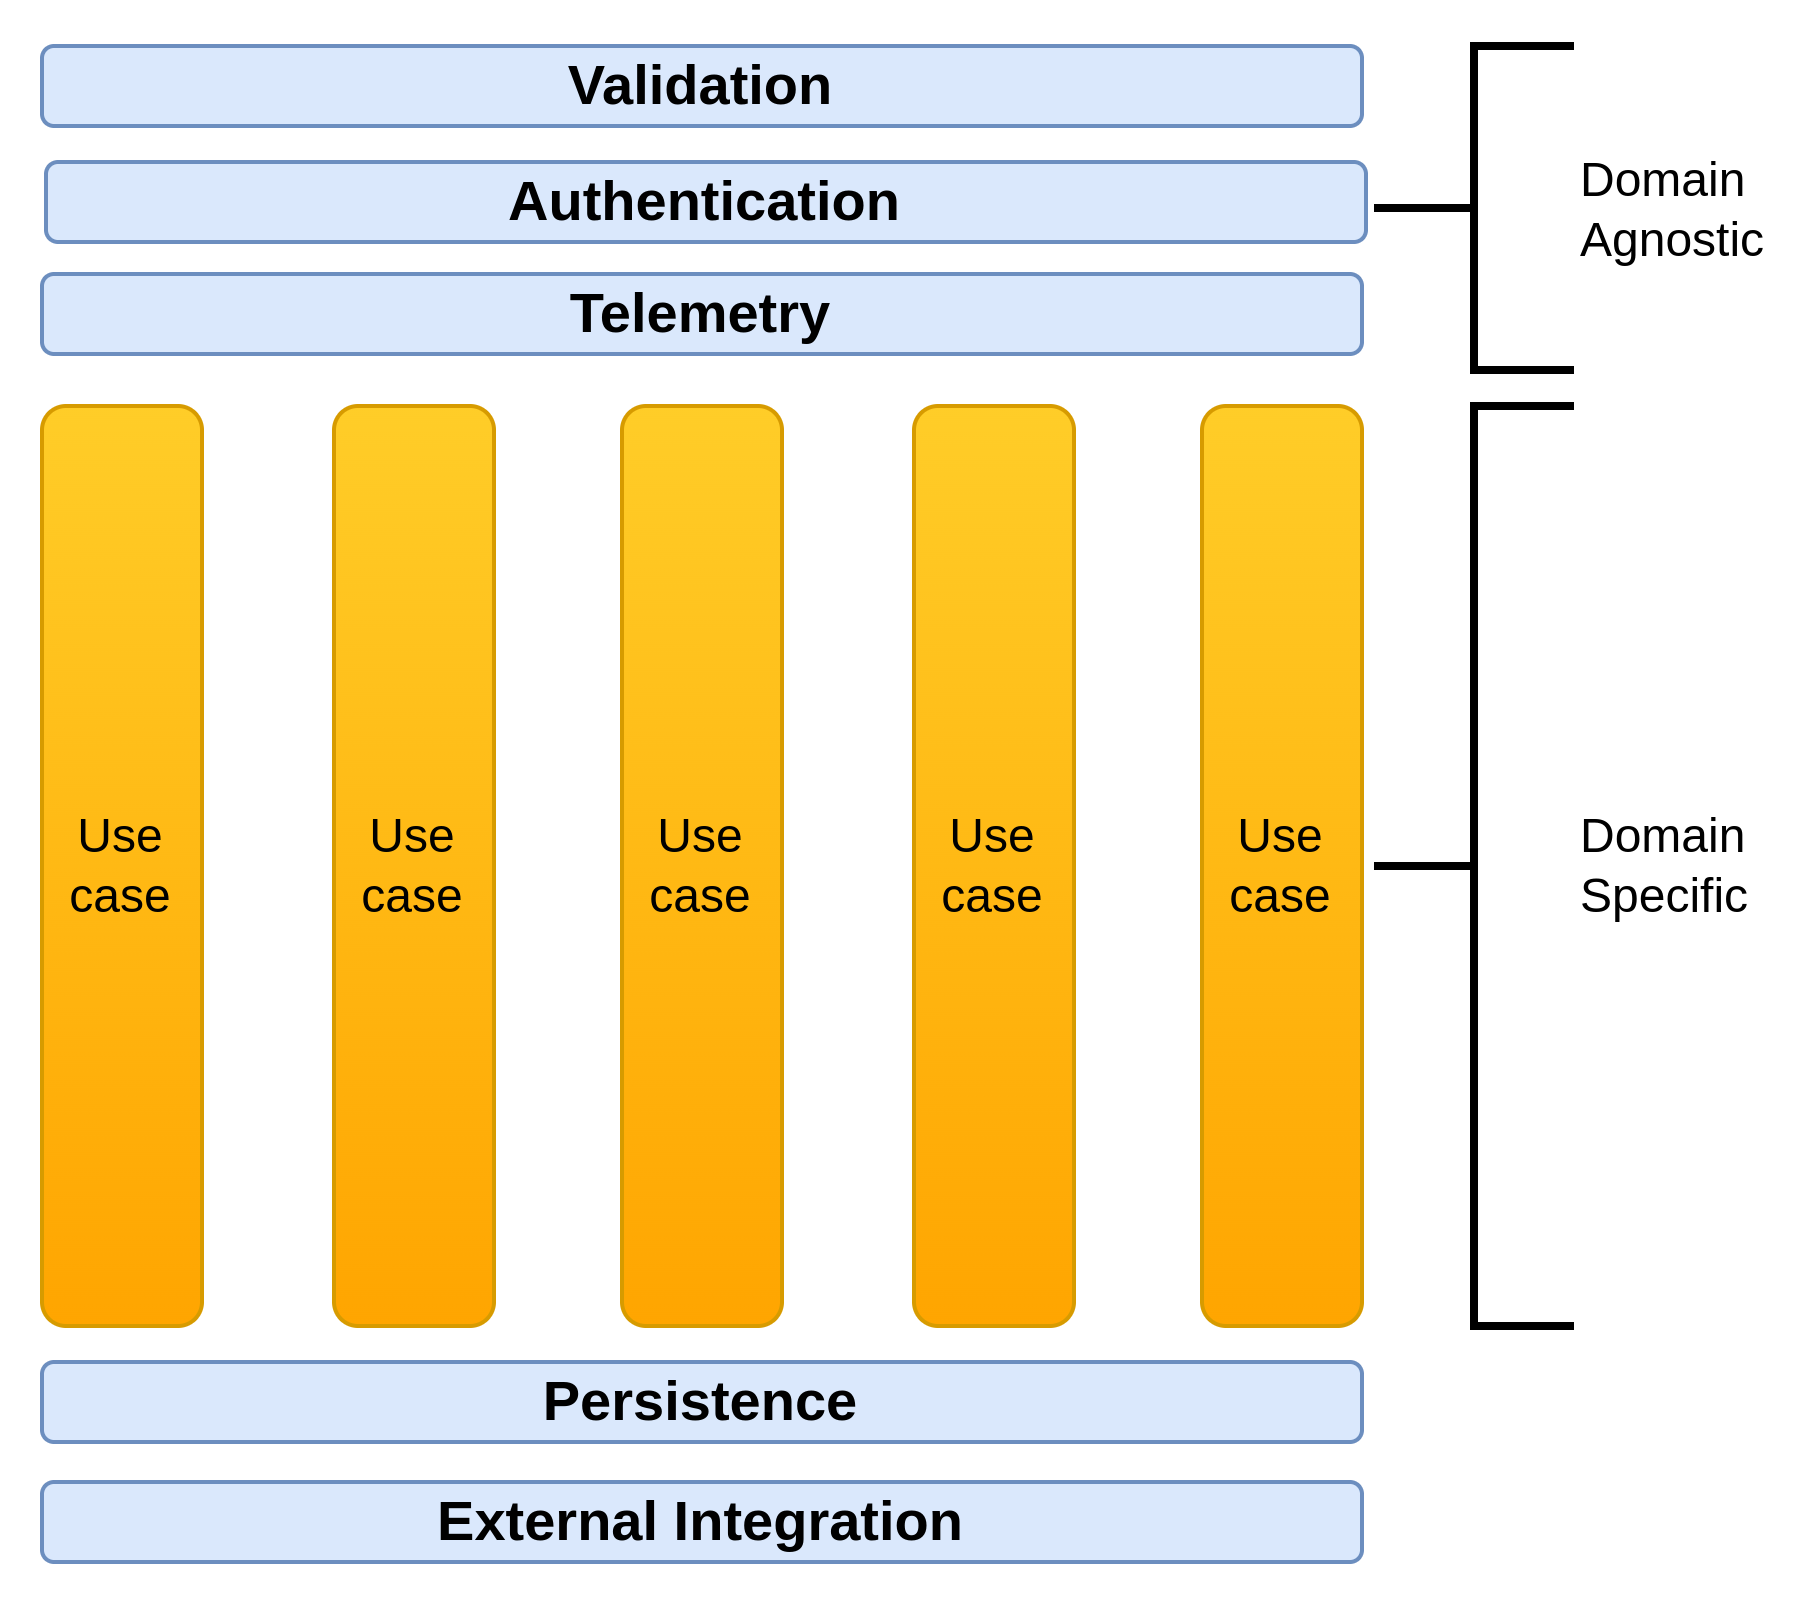 Validation
Authentication
Domain
Agnostic
Telemetry
Use
case
Use
case
Use
case
Use
case
Use
case
Domain
Specific
Persistence
External Integration